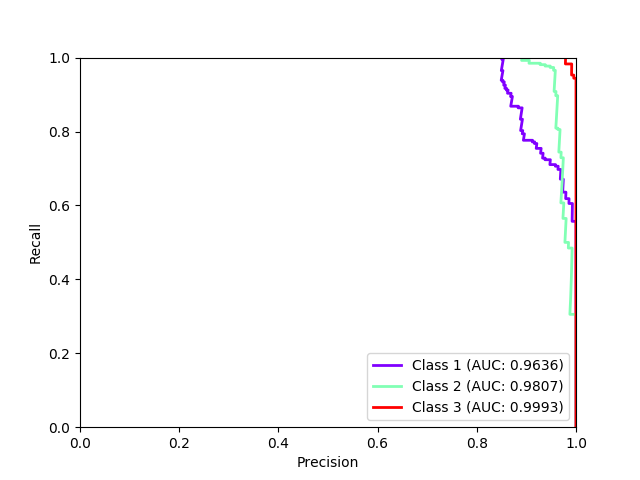 1.0
0.8
0.6
0.4
0.2
0.0
Recall
Class 1 (AUC: 0.9636)
Class 2 (AUC: 0.9807)
Class 3 (AUC: 0.9993)
0.0 0.2 0.4 0.6 0.8 1.0
Precision